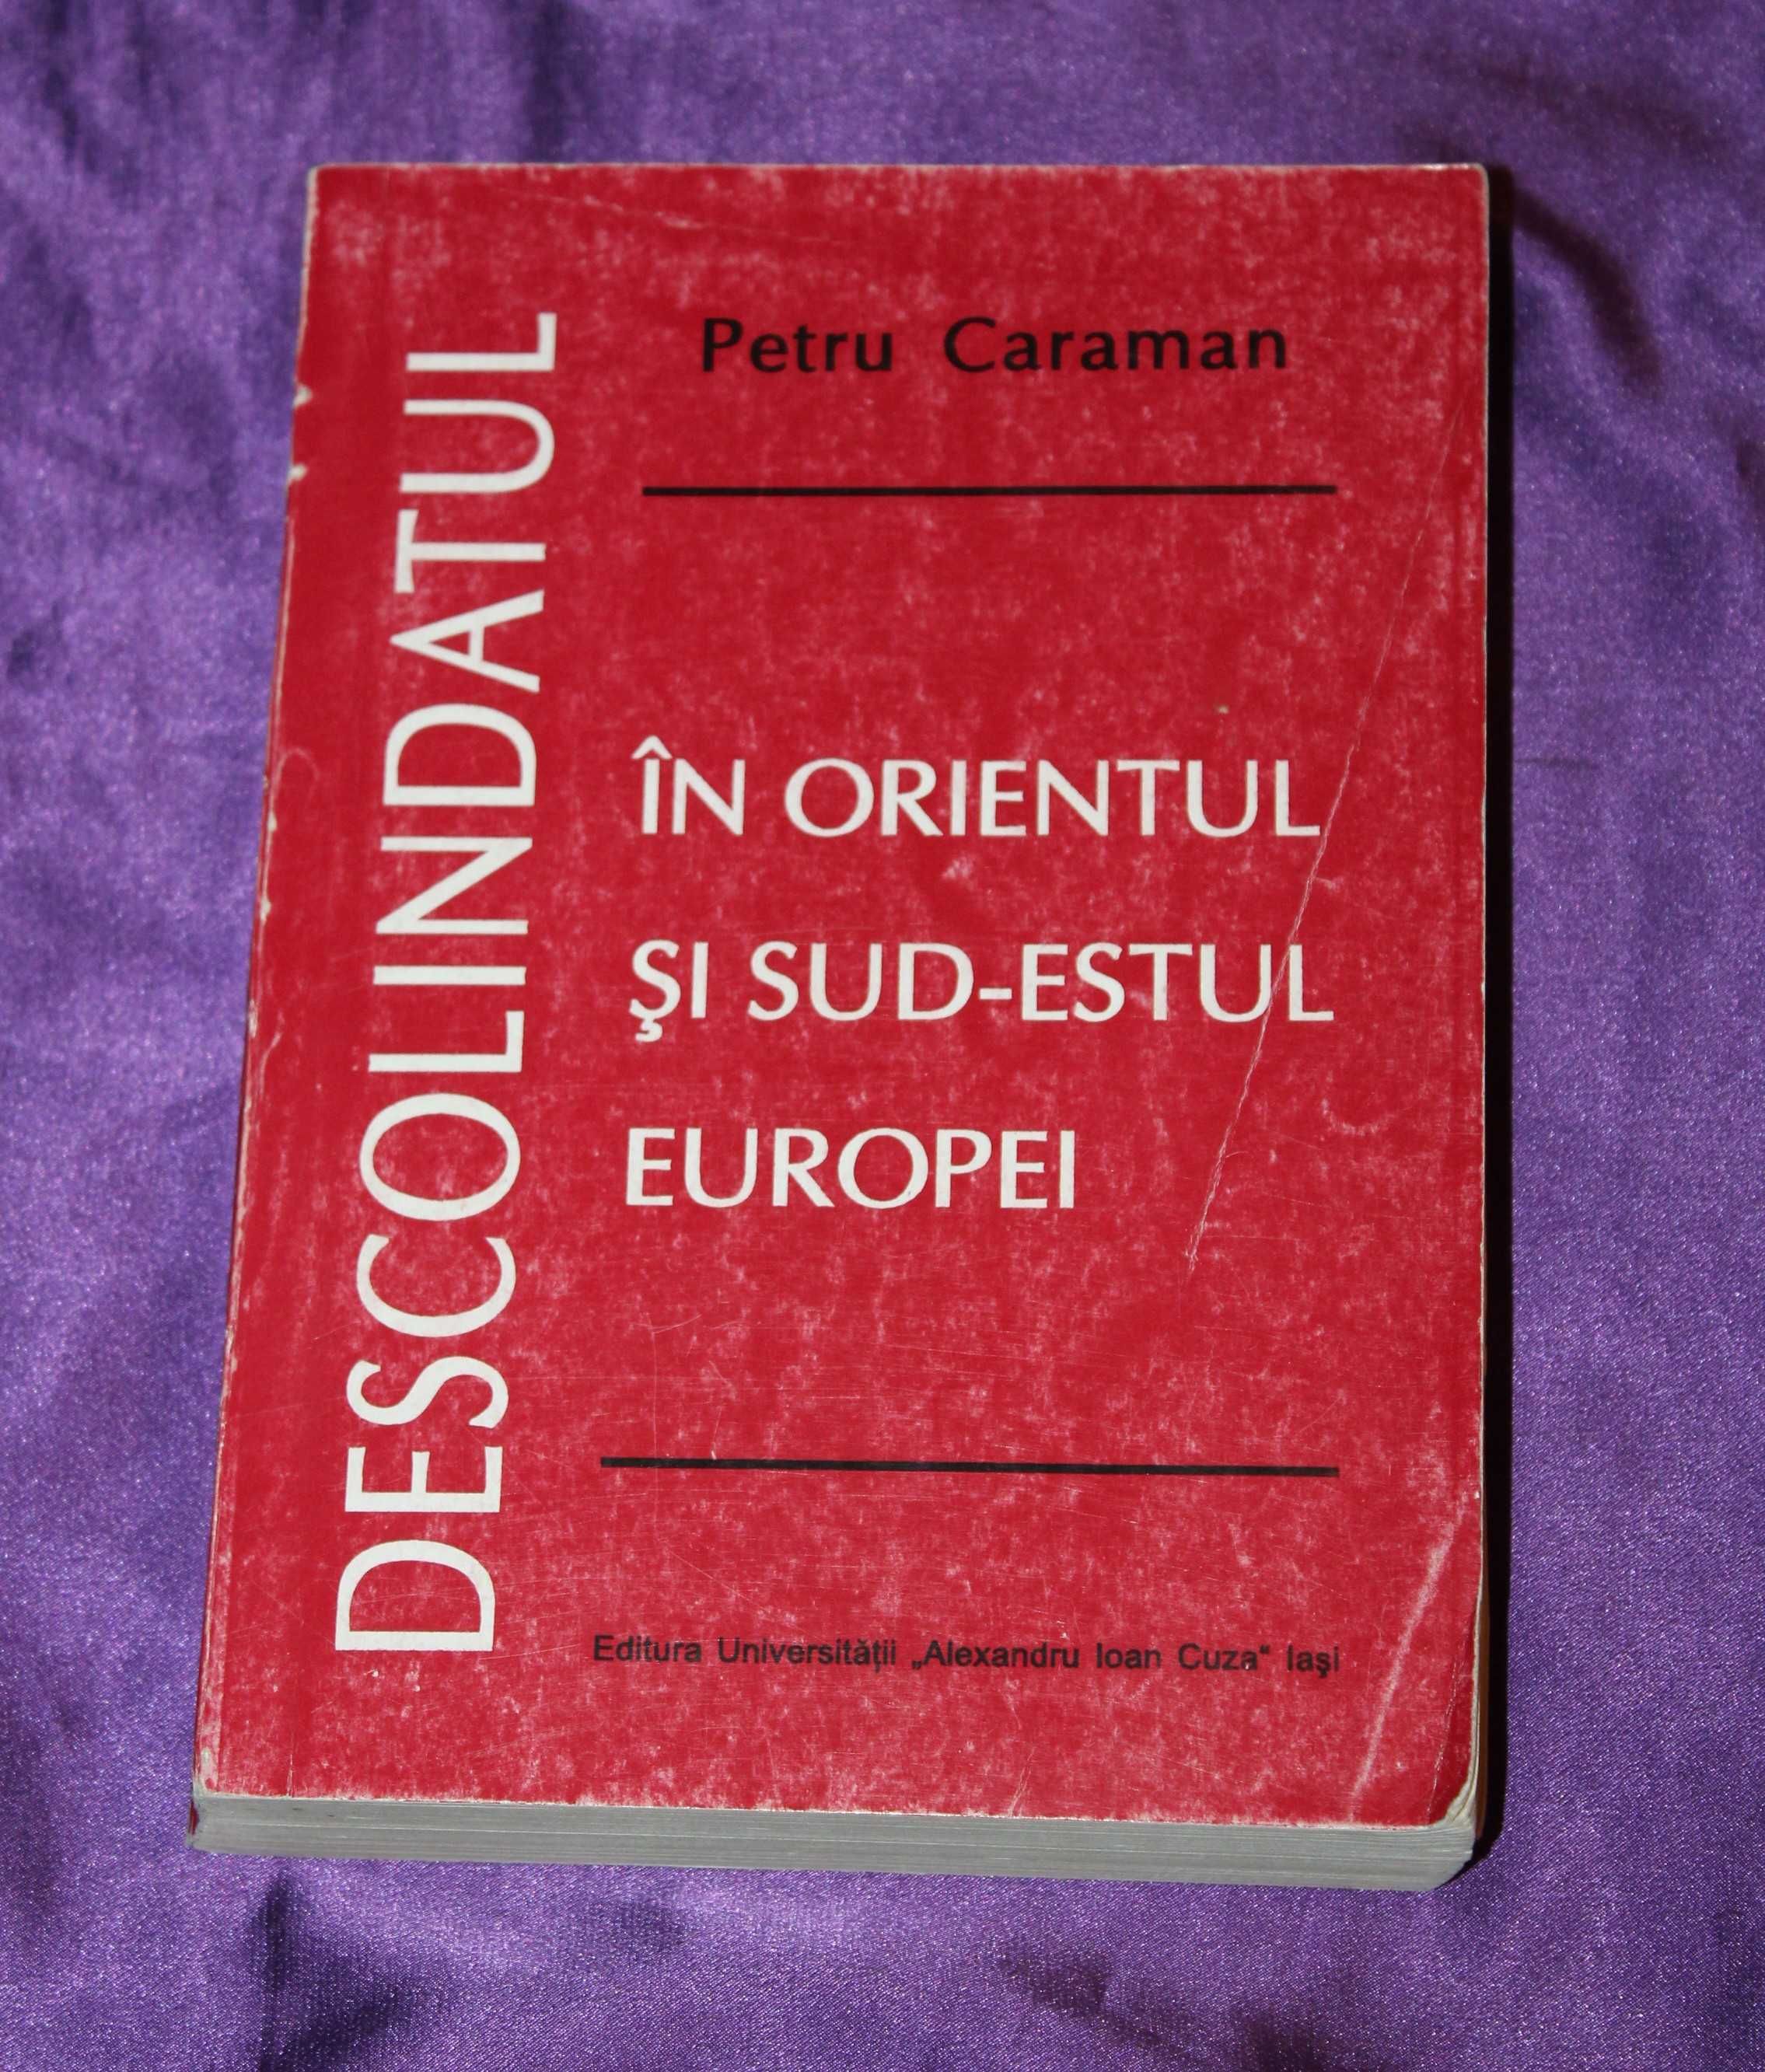 Petru Caraman
DESCOLINDATUL
ÎN ORIENTUL
ŞI SUD-ESTUL
EUROPEI
Editura Universităţii „Alexandru Ioan Cuza“ Iaşi